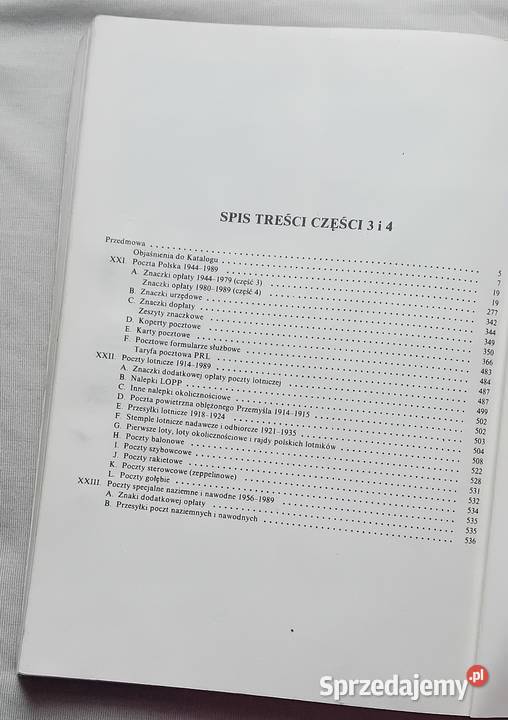 SPIS TREŚCI CZĘŚCI 3 i 4
Przedmowa 5
Objaśnienia do Katalogu 7
XXI. Poczta Polska 1944–1989 19
A. Znaczki opłaty 1944–1979 (część 3) 19
Znaczki opłaty 1980–1989 (część 4) 277
B. Znaczki urzędowe 342
C. Znaczki dopłaty 344
Zeszyty znaczkowe 349
D. Koperty pocztowe 350
E. Karty pocztowe 366
F. Pocztowe formularze służbowe 483
Taryfa pocztowa PRL 484
XXII. Poczty lotnicze 1914–1989 487
A. Znaczki dodatkowej opłaty poczty lotniczej 487
B. Nalepki LOPP 499
C. Inne nalepki okolicznościowe 502
D. Poczta powietrzna oblężonego Przemyśla 1914–1915 502
E. Przesyłki lotnicze 1918–1924 503
F. Stemple lotnicze nadawcze i odbiorcze 1921–1935 504
G. Pierwsze loty, loty okolicznościowe i rajdy polskich lotników 508
H. Poczty balonowe 522
I. Poczty szybowcowe 528
J. Poczty rakietowe 531
K. Poczty sterowcowe (zeppelinowe) 532
L. Poczty gołębie 534
XXIII. Poczty specjalne naziemne i nawodne 1956–1989 535
A. Znaki dodatkowej opłaty 535
B. Przesyłki poczt naziemnych i nawodnych 536
Sprzedajemy.pl